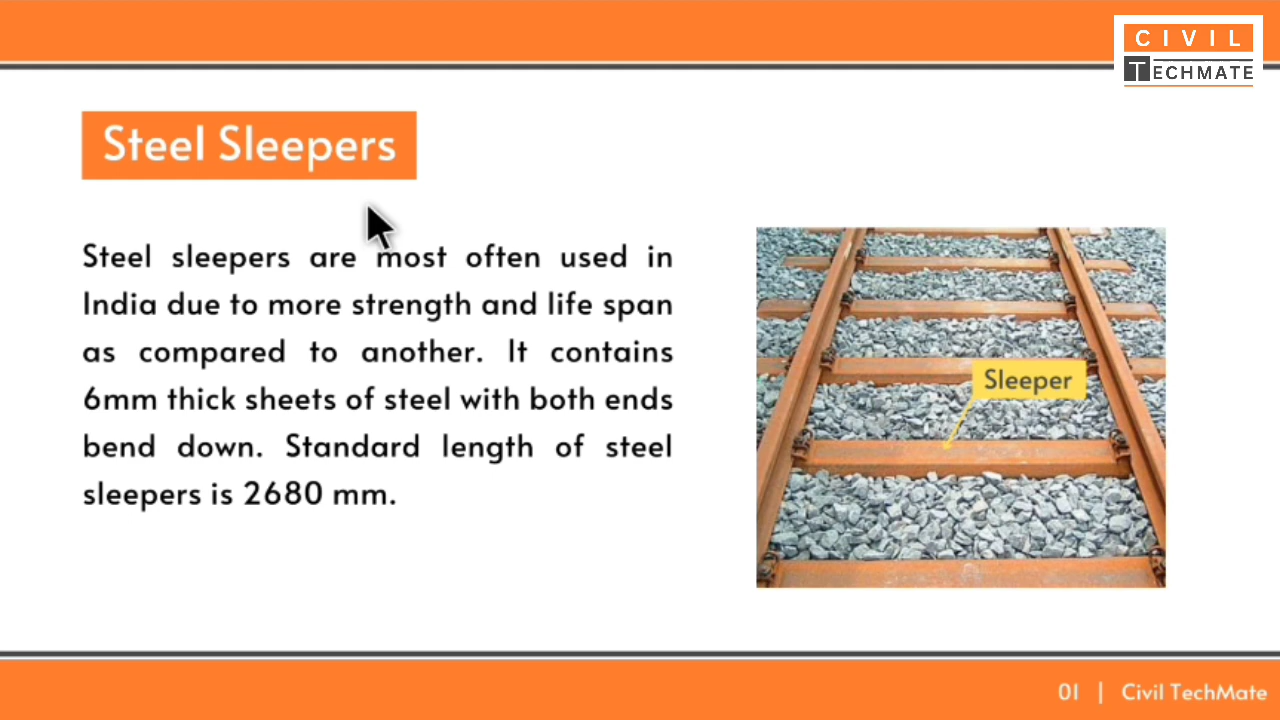 CIVIL
TECHMATE
Steel Sleepers
Steel sleepers are most often used in
India due to more strength and life span
as compared to another. It contains
6mm thick sheets of steel with both ends
bend down. Standard length of steel
sleepers is 2680 mm.
Sleeper
01 | Civil TechMate